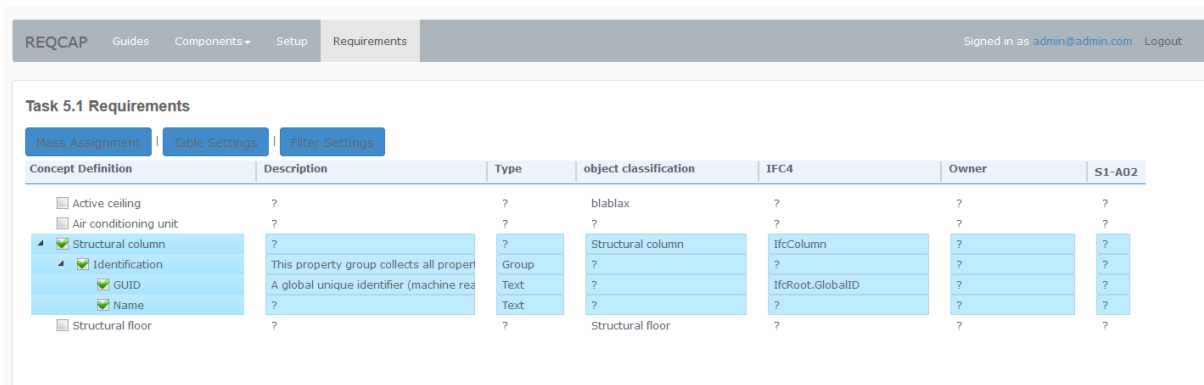 REQCAP Guides Components Setup Requirements Signed in as admin@admin.com Logout
Task 5.1 Requirements
Mass Assignment | Table Settings | Filter Settings
Concept Definition Description Type object classification IFC4 Owner S1-A02
Active ceiling ? ? blablax ? ? ?
Air conditioning unit ? ? ? ? ? ?
Structural column ? ? Structural column IfcColumn ? ?
Identification This property group collects all propert Group ? ? ? ?
GUID A global unique identifier (machine rea Text ? IfcRoot.GlobalID ? ?
Name ? Text ? ? ? ?
Structural floor ? ? Structural floor ? ? ?